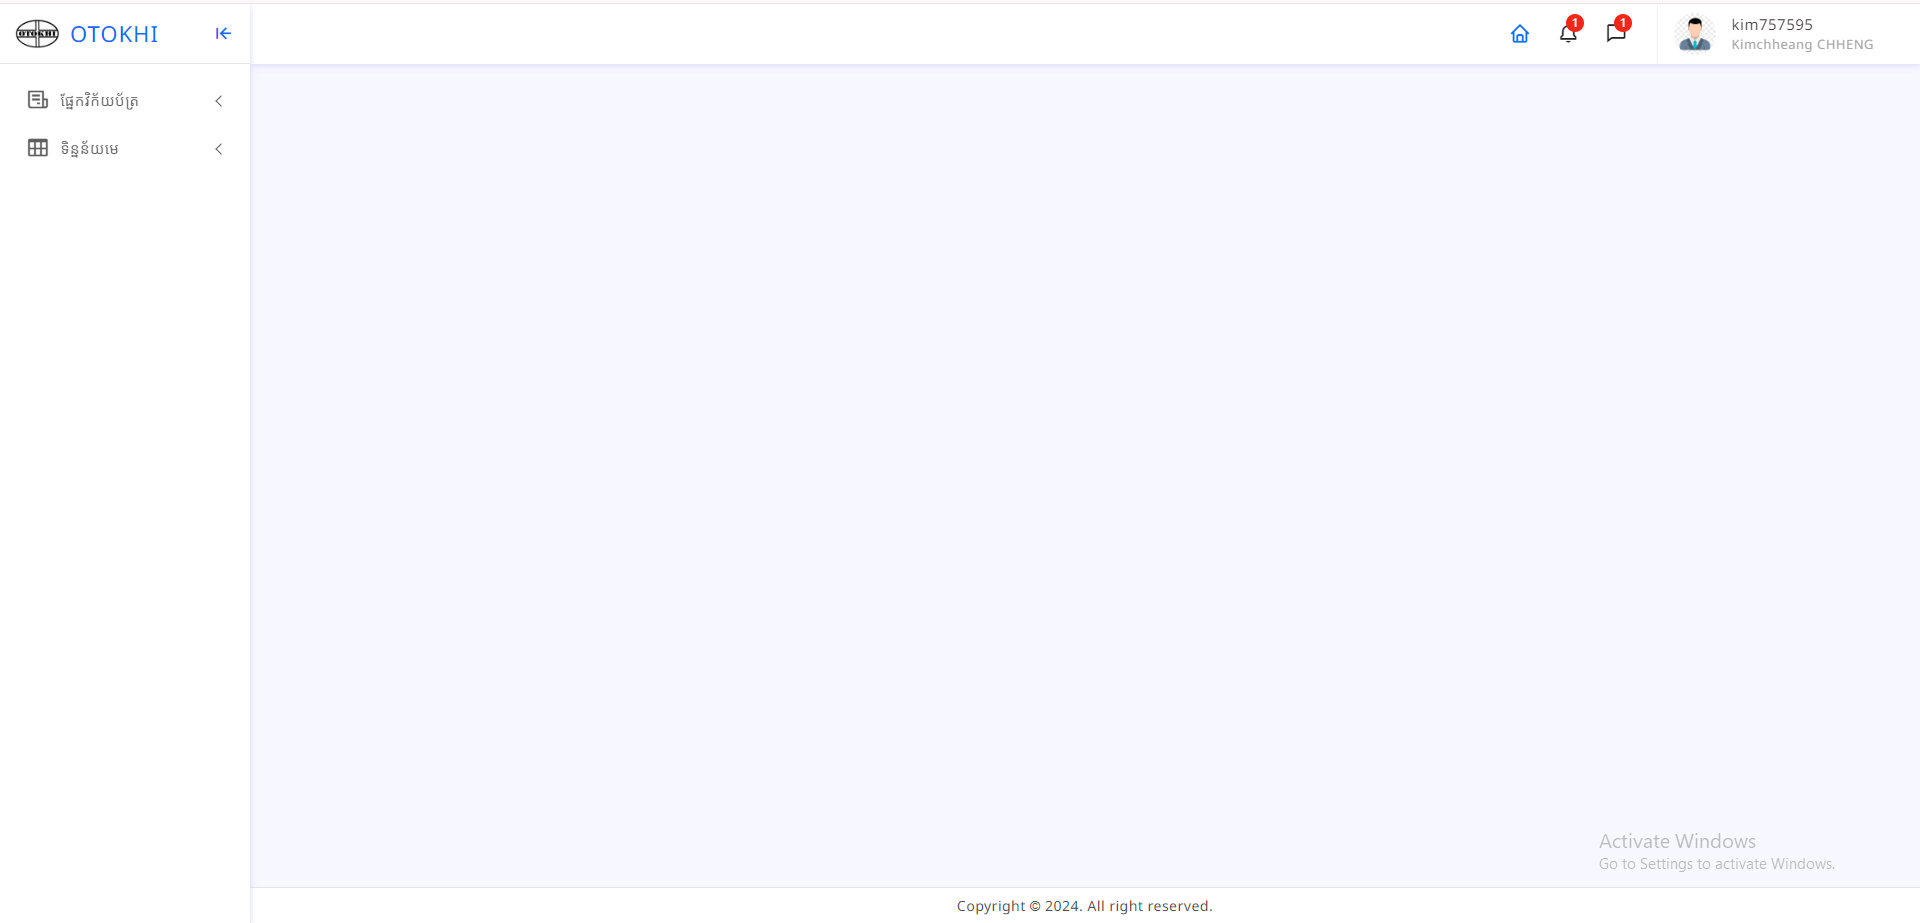 OTOKHI
OTOKHI
1
1
kim757595
Kimchheang CHHENG
ផ្នែកវិក័យប័ត្រ
ទិន្នន័យមេ
Activate Windows
Go to Settings to activate Windows.
Copyright © 2024. All right reserved.